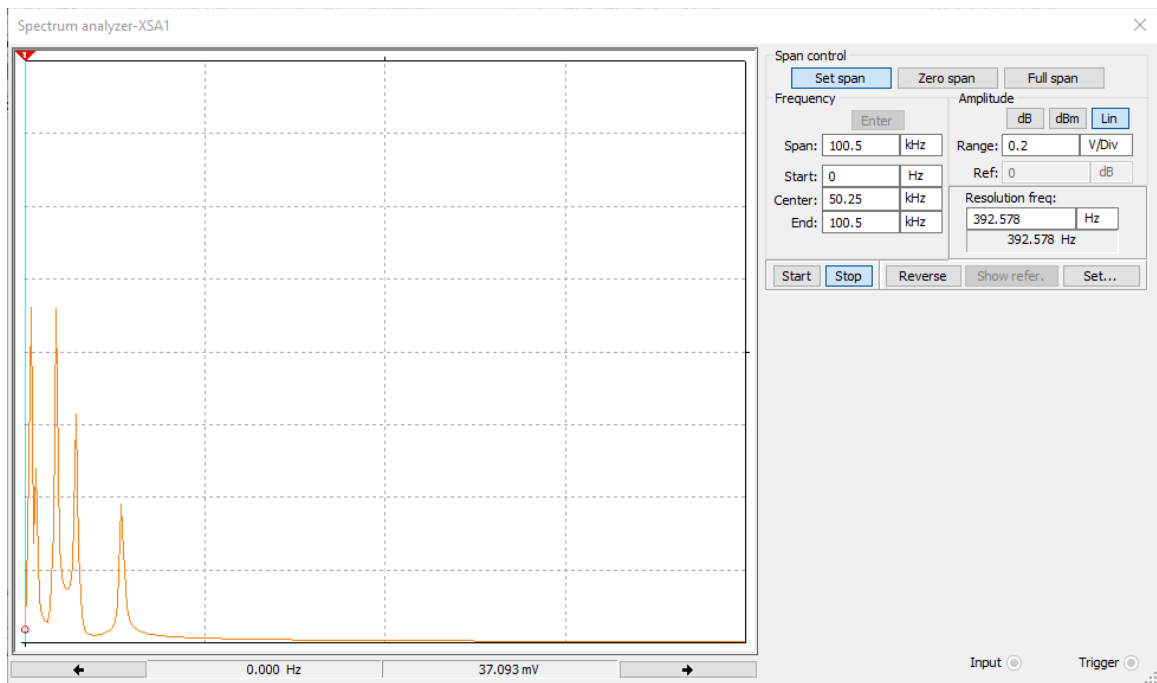 Spectrum analyzer-XSA1
1
Span control
Set span Zero span Full span
Frequency
Enter
Span: 100.5 kHz
Start: 0 Hz
Center: 50.25 kHz
End: 100.5 kHz
Amplitude
dB dBm Lin
Range: 0.2 V/Div
Ref: 0 dB
Resolution freq:
392.578 Hz
392.578 Hz
Start Stop Reverse Show refer. Set...
0.000 Hz 37.093 mV
Input Trigger